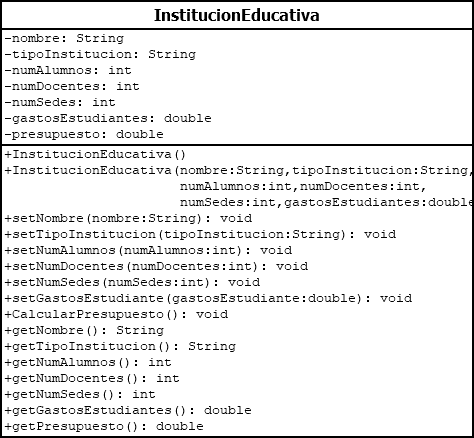 InstitucionEducativa
-nombre: String
-tipoInstitucion: String
-numAlumnos: int
-numDocentes: int
-numSedes: int
-gastosEstudiantes: double
-presupuesto: double
+InstitucionEducativa()
+InstitucionEducativa(nombre:String,tipoInstitucion:String,
numAlumnos:int,numDocentes:int,
numSedes:int,gastosEstudiantes:double
+setNombre(nombre:String): void
+setTipoInstitucion(tipoInstitucion:String): void
+setNumAlumnos(numAlumnos:int): void
+setNumDocentes(numDocentes:int): void
+setNumSedes(numSedes:int): void
+setGastosEstudiante(gastosEstudiante:double): void
+CalcularPresupuesto(): void
+getNombre(): String
+getTipoInstitucion(): String
+getNumAlumnos(): int
+getNumDocentes(): int
+getNumSedes(): int
+getGastosEstudiantes(): double
+getPresupuesto(): double